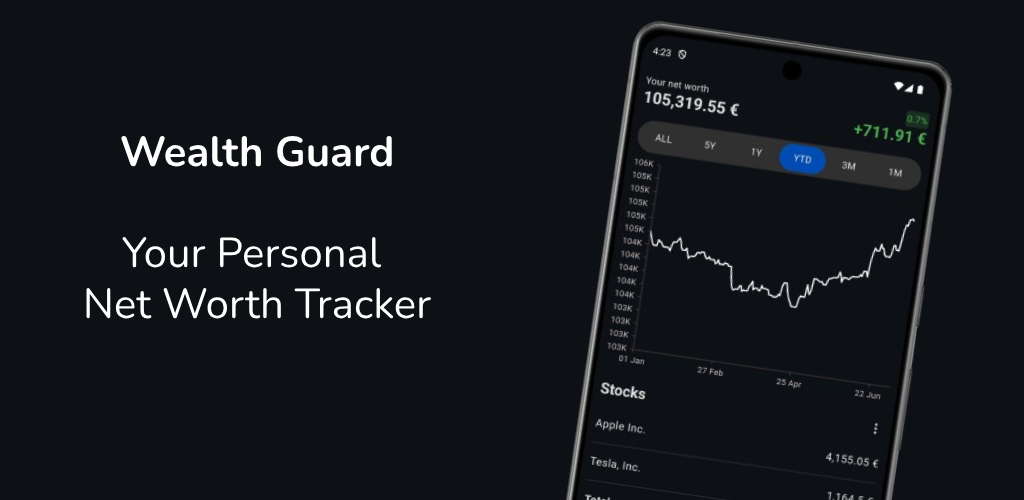 Wealth Guard
Your Personal
Net Worth Tracker
4:23
Your net worth
105,319.55 €
0.7%
+711.91 €
ALL 5Y 1Y YTD 3M 1M
106K
105K
105K
105K
105K
105K
104K
104K
104K
104K
104K
103K
103K
103K
103K
01 Jan 27 Feb 25 Apr 22 Jun
Stocks
Apple Inc.
4,155.05 €
Tesla, Inc.